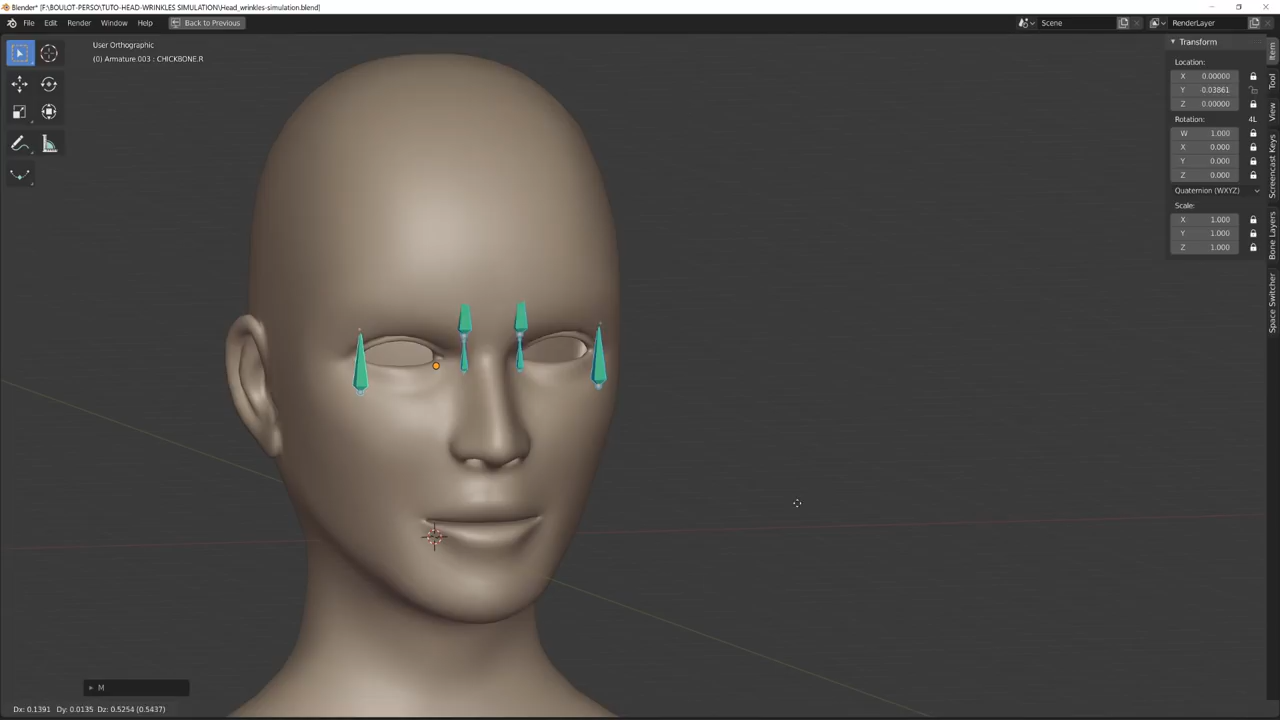 Blender* [F:\BOULOT-PERSO\TUTO-HEAD-WRINKLES SIMULATION\Head_wrinkles-simulation.blend]
File Edit Render Window Help Back to Previous Scene RenderLayer
User Orthographic
(0) Armature.003 : CHICKBONE.R
Transform
Location:
X 0.00000
Y -0.03861
Z 0.00000
Rotation: 4L
W 1.000
X 0.000
Y 0.000
Z 0.000
Quaternion (WXYZ)
Scale:
X 1.000
Y 1.000
Z 1.000
Item
Tool
View
Screencast Keys
Bone Layers
Space Switcher
M
Dx: 0.1391 Dy: 0.0135 Dz: 0.5254 (0.5437)